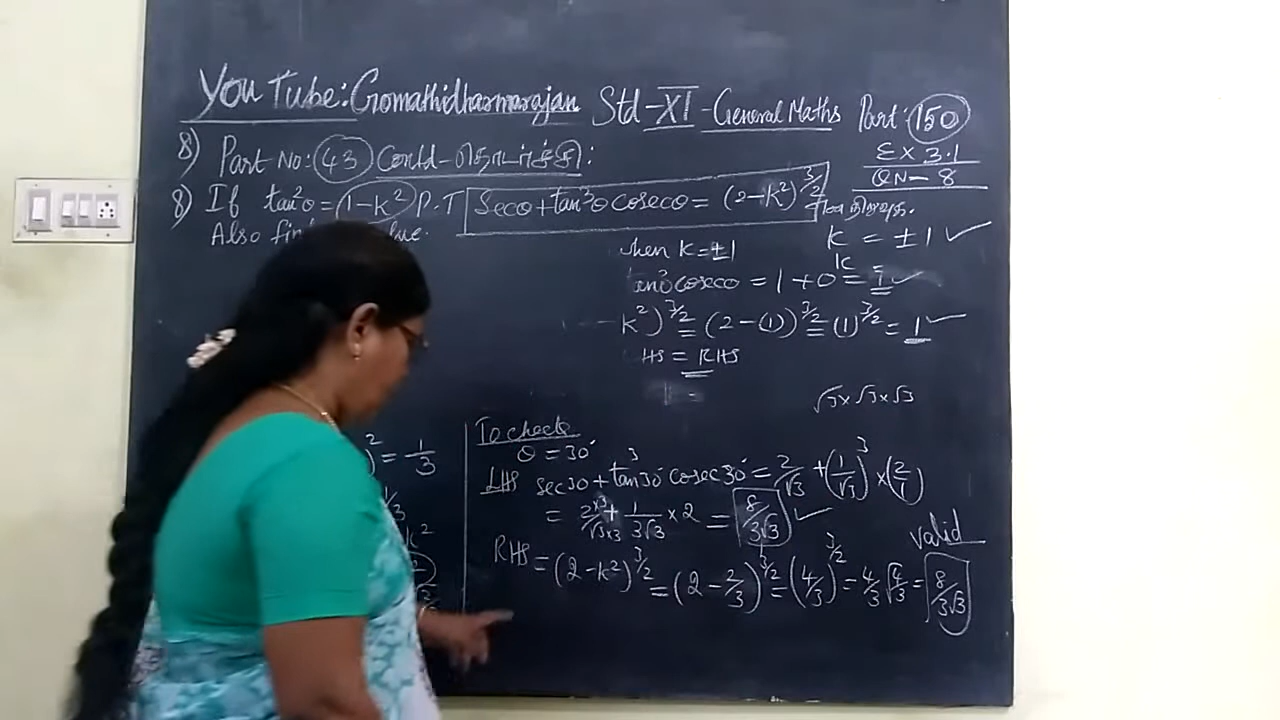 YouTube: Gomathidharmarajan Std-XI-General Maths Part: 150
8) Part No: 43 Contd-தொடர்ச்சி:
EX 3.1
QN-8
8) If tan²θ = (1-k²) P.T secθ + tan³θ cosecθ = (2-k²)^3/2 என நிறுவுக.
Also find
when k = ±1
k = ±1 ✓
cosecθ = 1 + 0 = 1 ✓
k²)^3/2 = (2-(1))^3/2 = (1)^3/2 = 1 ✓
HS = RHS
√3 × √3 × √3
)² = 1/3
To check
θ = 30°
LHS sec30 + tan³30° cosec30° = 2/√3 + (1/√3)³ × (2/1)
= 2×3/√3×3 + 1/3√3 × 2 = 8/3√3 ✓
valid
RHS = (2-k²)^3/2 = (2-2/3)^3/2 = (4/3)^3/2 = 4/3 √4/3 = 8/3√3